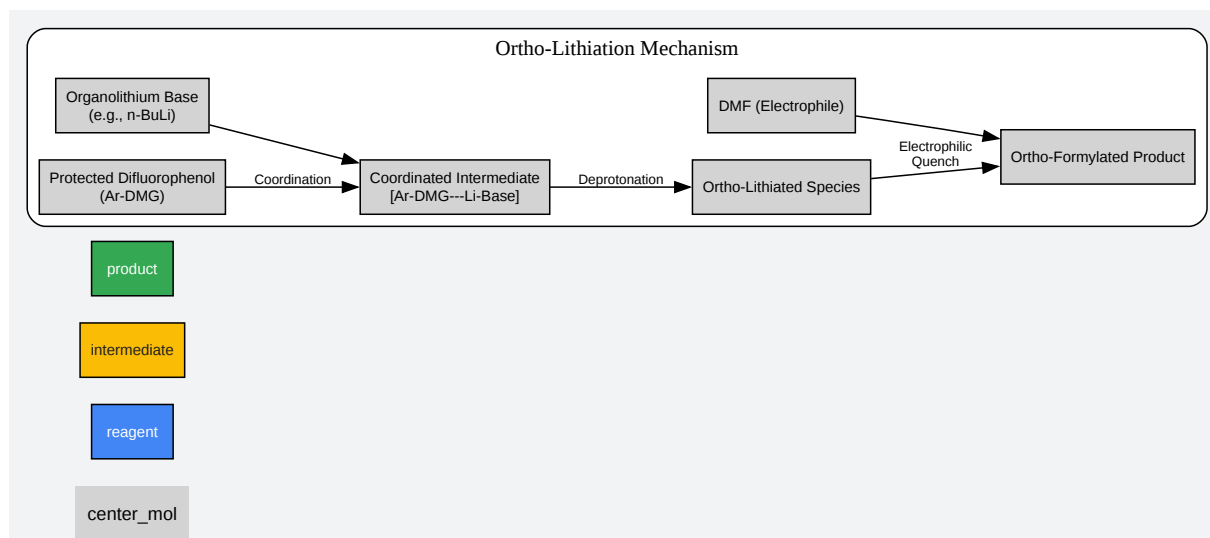 Ortho-Lithiation Mechanism
Organolithium Base
(e.g., n-BuLi)
DMF (Electrophile)
Protected Difluorophenol
(Ar-DMG)
Coordination
Coordinated Intermediate
[Ar-DMG---Li-Base]
Deprotonation
Ortho-Lithiated Species
Electrophilic
Quench
Ortho-Formylated Product
product
intermediate
reagent
center_mol